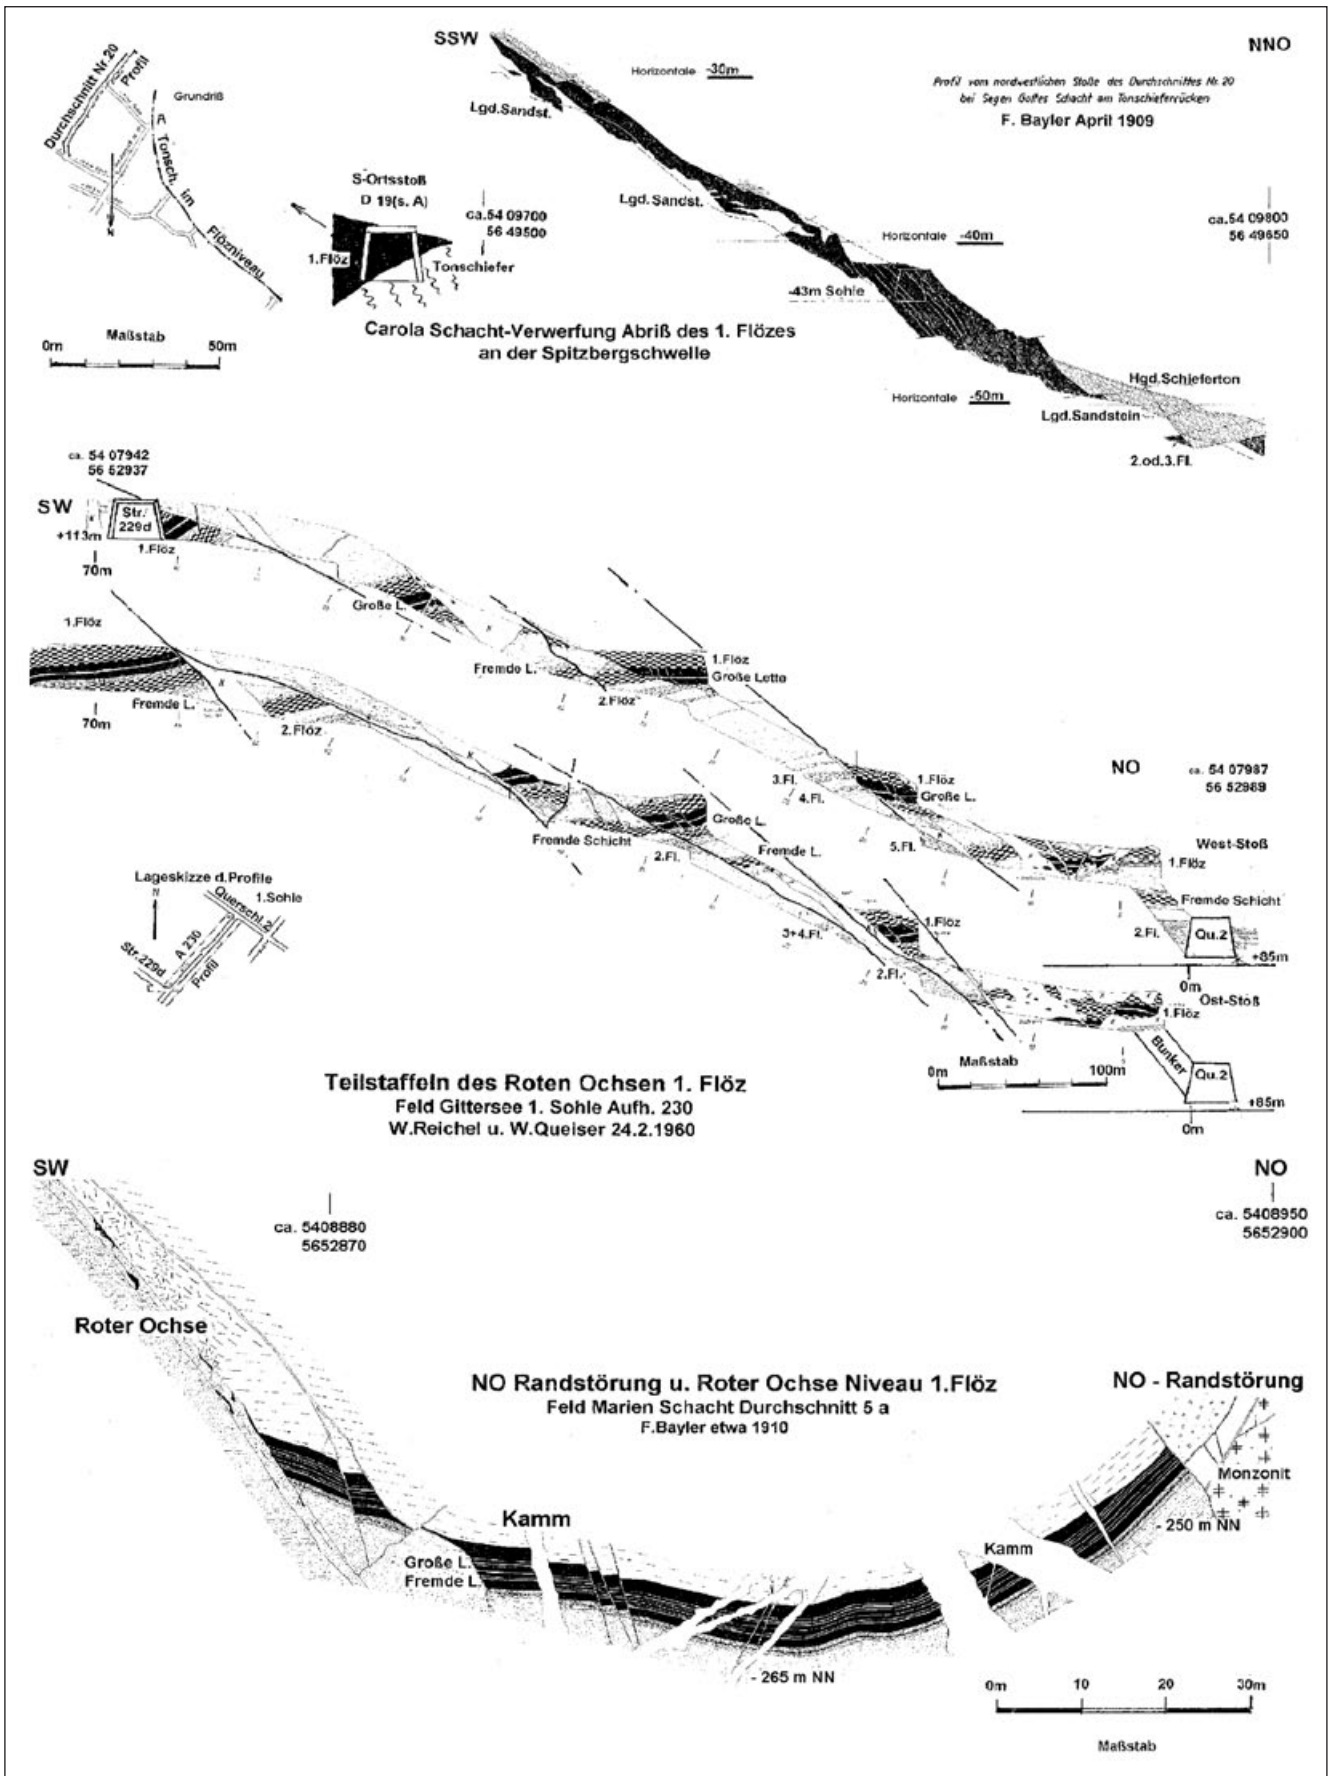 SSW
NNO
Durchschnitt Nr. 20
Profil
Grundriß
A
Tonsch. im
Flözniveau
N
Horizontale -30m
Profil vom nordwestlichen Stoße des Durchschnittes Nr. 20
bei Segen Gottes Schacht am Tonschieferrücken
F. Bayler April 1909
Lgd.Sandst.
S-Ortsstoß
D 19(s. A)
ca.54 09700
56 49500
Lgd. Sandst.
ca.54 09800
56 49650
1.Flöz
Tonschiefer
Horizontale -40m
-43m Sohle
Maßstab
0m 50m
Carola Schacht-Verwerfung Abriß des 1. Flözes
an der Spitzbergschwelle
Hgd.Schieferton
Horizontale -50m
Lgd.Sandstein
2.od.3.Fl.
ca. 54 07942
56 52937
SW
Str.
229d
+113m
1.Flöz
70m
Große L.
1.Flöz
Fremde L.
1.Flöz
Große Lette
2.Flöz
Fremde L.
70m
2.Flöz
NO
ca. 54 07987
56 52989
3.Fl.
4.Fl.
1.Flöz
Große L.
Große L.
Fremde Schicht
2.Fl.
Fremde L.
5.Fl.
West-Stoß
1.Flöz
Lageskizze d.Profile
N
Querschl.2
1.Sohle
A 230
Str.229d
Profil
Fremde Schicht
1.Flöz
3+4.Fl.
2.Fl.
Qu.2
2.Fl.
+85m
0m
Ost-Stoß
1.Flöz
Bunker
Maßstab
0m 100m
Qu.2
+85m
0m
Teilstaffeln des Roten Ochsen 1. Flöz
Feld Gittersee 1. Sohle Aufh. 230
W.Reichel u. W.Queiser 24.2.1960
SW
NO
ca. 5408880
5652870
ca. 5408950
5652900
Roter Ochse
NO Randstörung u. Roter Ochse Niveau 1.Flöz
Feld Marien Schacht Durchschnitt 5 a
F.Bayler etwa 1910
NO - Randstörung
Monzonit
Kamm
- 250 m NN
Kamm
Große L.
Fremde L.
- 265 m NN
0m 10 20 30m
Maßstab